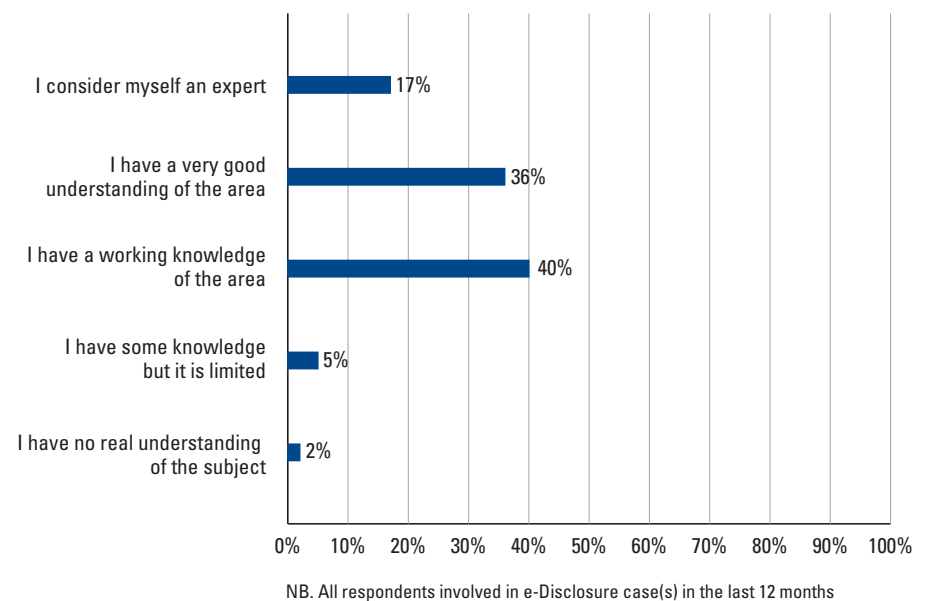 I consider myself an expert
17%
I have a very good
understanding of the area
36%
I have a working knowledge
of the area
40%
I have some knowledge
but it is limited
5%
I have no real understanding
of the subject
2%
0% 10% 20% 30% 40% 50% 60% 70% 80% 90% 100%
NB. All respondents involved in e-Disclosure case(s) in the last 12 months